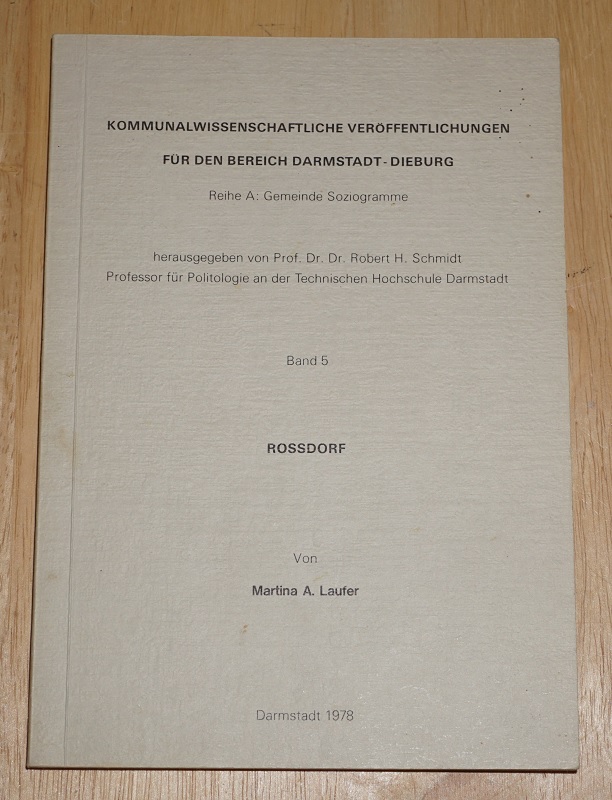 KOMMUNALWISSENSCHAFTLICHE VERÖFFENTLICHUNGEN
FÜR DEN BEREICH DARMSTADT-DIEBURG
Reihe A: Gemeinde Soziogramme
herausgegeben von Prof. Dr. Dr. Robert H. Schmidt
Professor für Politologie an der Technischen Hochschule Darmstadt
Band 5
ROSSDORF
Von
Martina A. Laufer
Darmstadt 1978